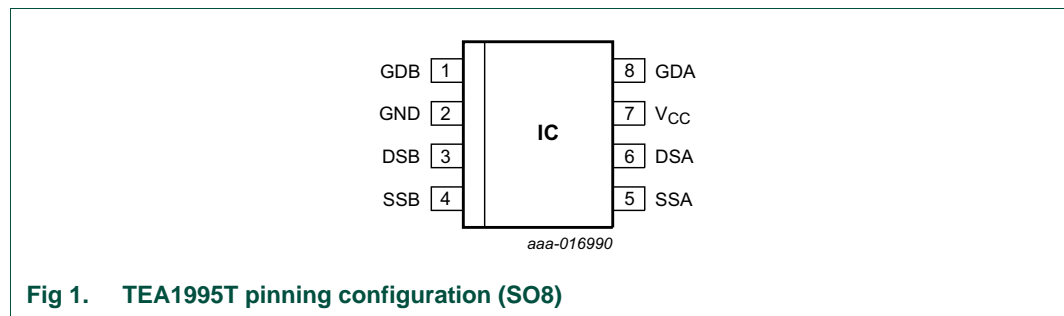 GDB 1 8 GDA
GND 2 7 VCC
IC
DSB 3 6 DSA
SSB 4 5 SSA
aaa-016990
Fig 1. TEA1995T pinning configuration (SO8)